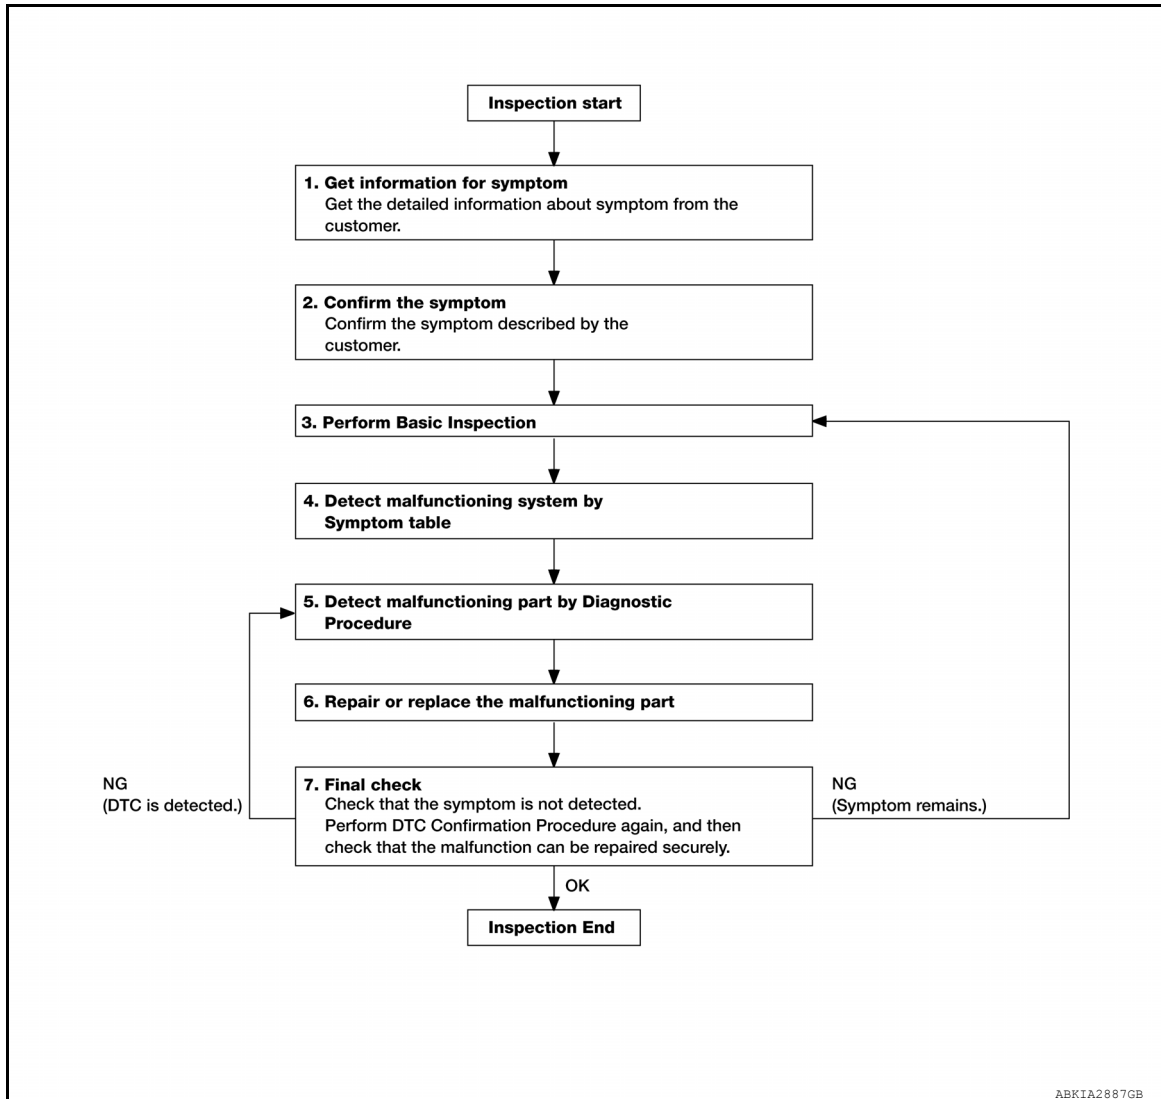 Inspection start
1. Get information for symptom
Get the detailed information about symptom from the
customer.
2. Confirm the symptom
Confirm the symptom described by the
customer.
3. Perform Basic Inspection
4. Detect malfunctioning system by
Symptom table
5. Detect malfunctioning part by Diagnostic
Procedure
6. Repair or replace the malfunctioning part
NG
(DTC is detected.)
7. Final check
Check that the symptom is not detected.
Perform DTC Confirmation Procedure again, and then
check that the malfunction can be repaired securely.
NG
(Symptom remains.)
OK
Inspection End
ABKIA2887GB